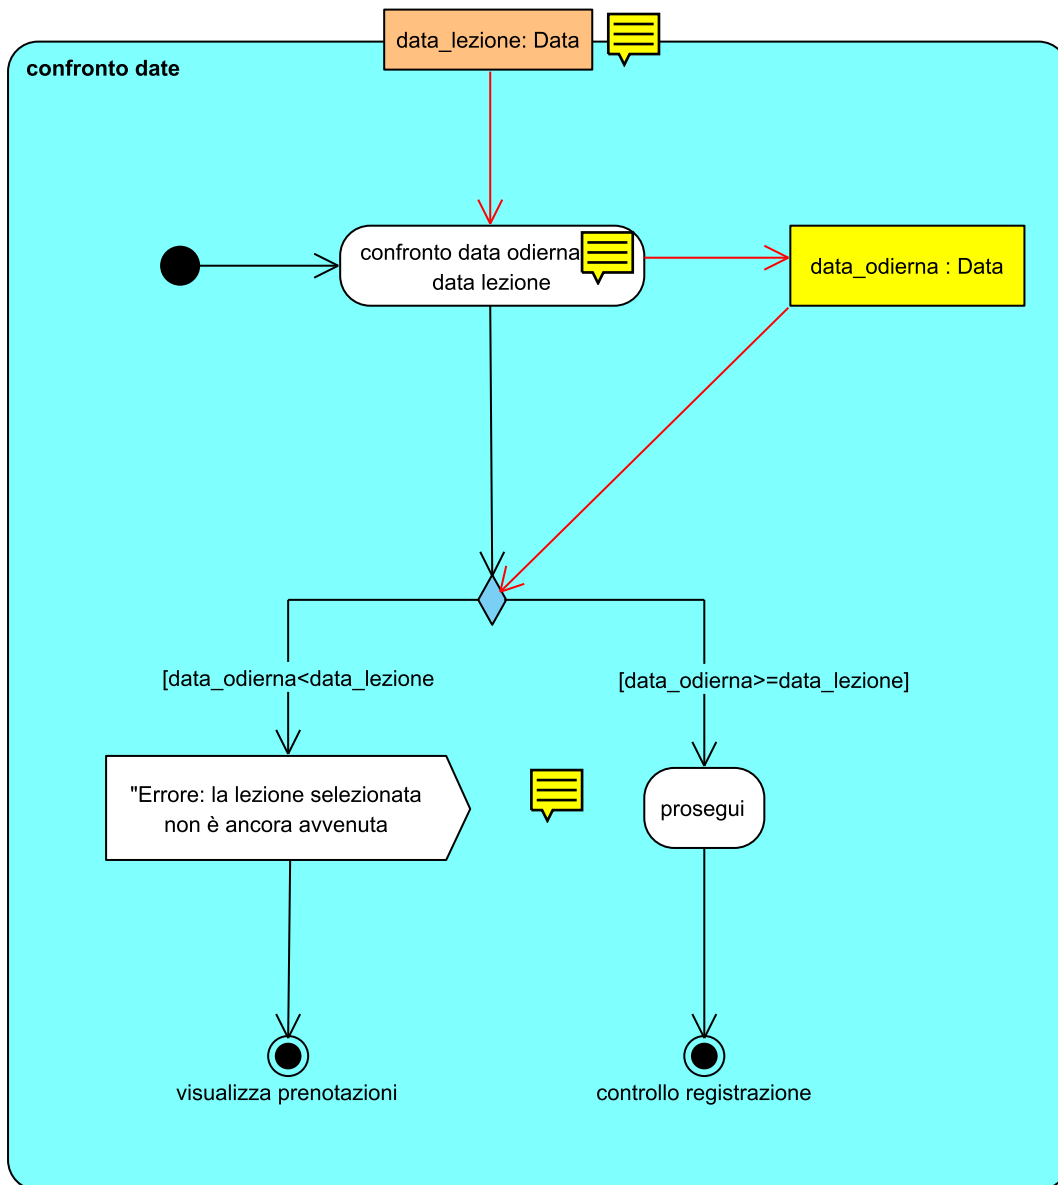 data_lezione: Data
confronto date
confronto data odierna
data lezione
data_odierna : Data
[data_odierna<data_lezione
[data_odierna>=data_lezione]
"Errore: la lezione selezionata
non è ancora avvenuta
prosegui
visualizza prenotazioni
controllo registrazione